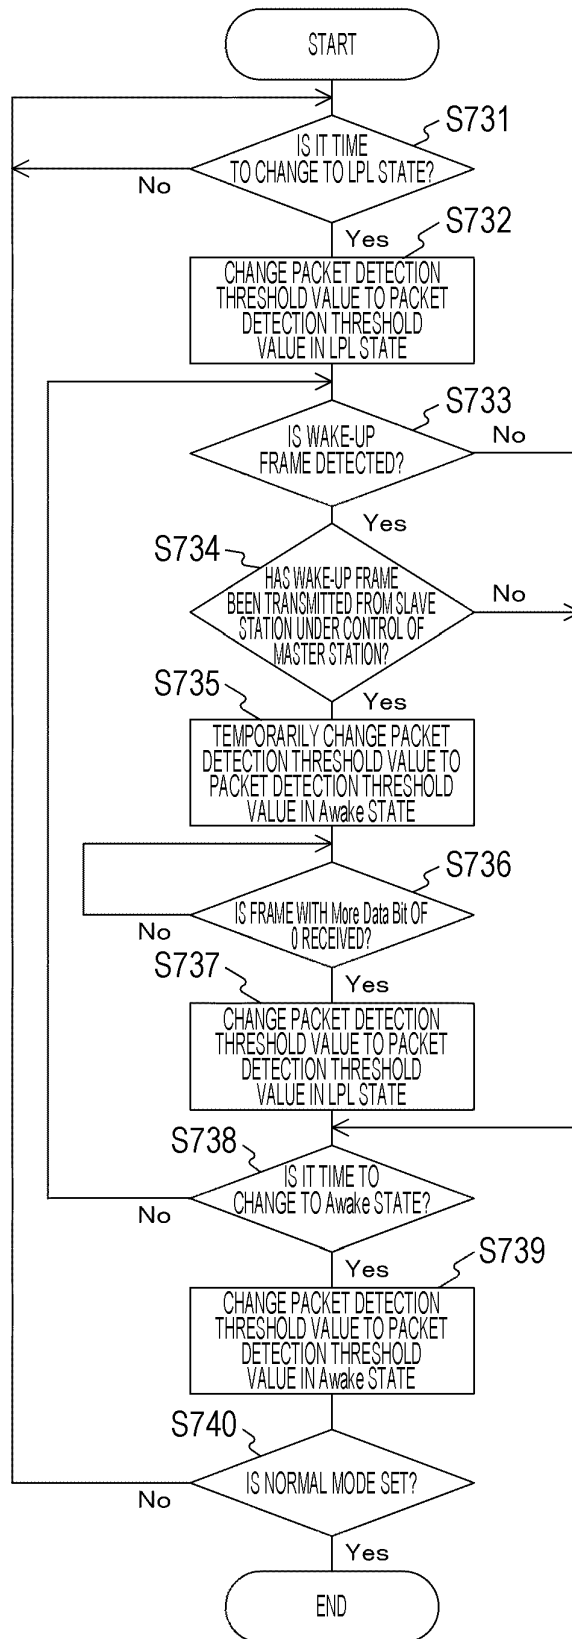 START
S731
IS IT TIME
TO CHANGE TO LPL STATE?
No
Yes
S732
CHANGE PACKET DETECTION
THRESHOLD VALUE TO PACKET
DETECTION THRESHOLD
VALUE IN LPL STATE
S733
IS WAKE-UP
FRAME DETECTED?
No
Yes
S734
HAS WAKE-UP FRAME
BEEN TRANSMITTED FROM SLAVE
STATION UNDER CONTROL OF
MASTER STATION?
No
Yes
S735
TEMPORARILY CHANGE PACKET
DETECTION THRESHOLD VALUE TO
PACKET DETECTION THRESHOLD
VALUE IN Awake STATE
S736
IS FRAME WITH More Data Bit OF
0 RECEIVED?
No
Yes
S737
CHANGE PACKET DETECTION
THRESHOLD VALUE TO PACKET
DETECTION THRESHOLD
VALUE IN LPL STATE
S738
IS IT TIME TO
CHANGE TO Awake STATE?
No
Yes
S739
CHANGE PACKET DETECTION
THRESHOLD VALUE TO PACKET
DETECTION THRESHOLD
VALUE IN Awake STATE
S740
IS NORMAL MODE SET?
No
Yes
END